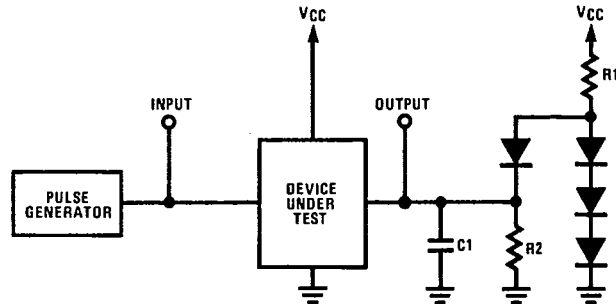 VCC
VCC
R1
INPUT
OUTPUT
PULSE
GENERATOR
DEVICE
UNDER
TEST
C1
R2